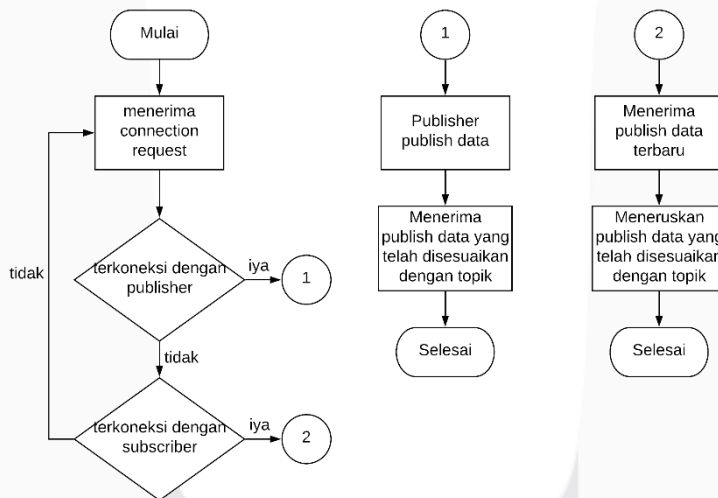 Mulai
menerima
connection
request
terkoneksi dengan
publisher
iya
1
tidak
tidak
terkoneksi dengan
subscriber
iya
2
1
Publisher
publish data
Menerima
publish data yang
telah disesuaikan
dengan topik
Selesai
2
Menerima
publish data
terbaru
Meneruskan
publish data yang
telah disesuaikan
dengan topik
Selesai